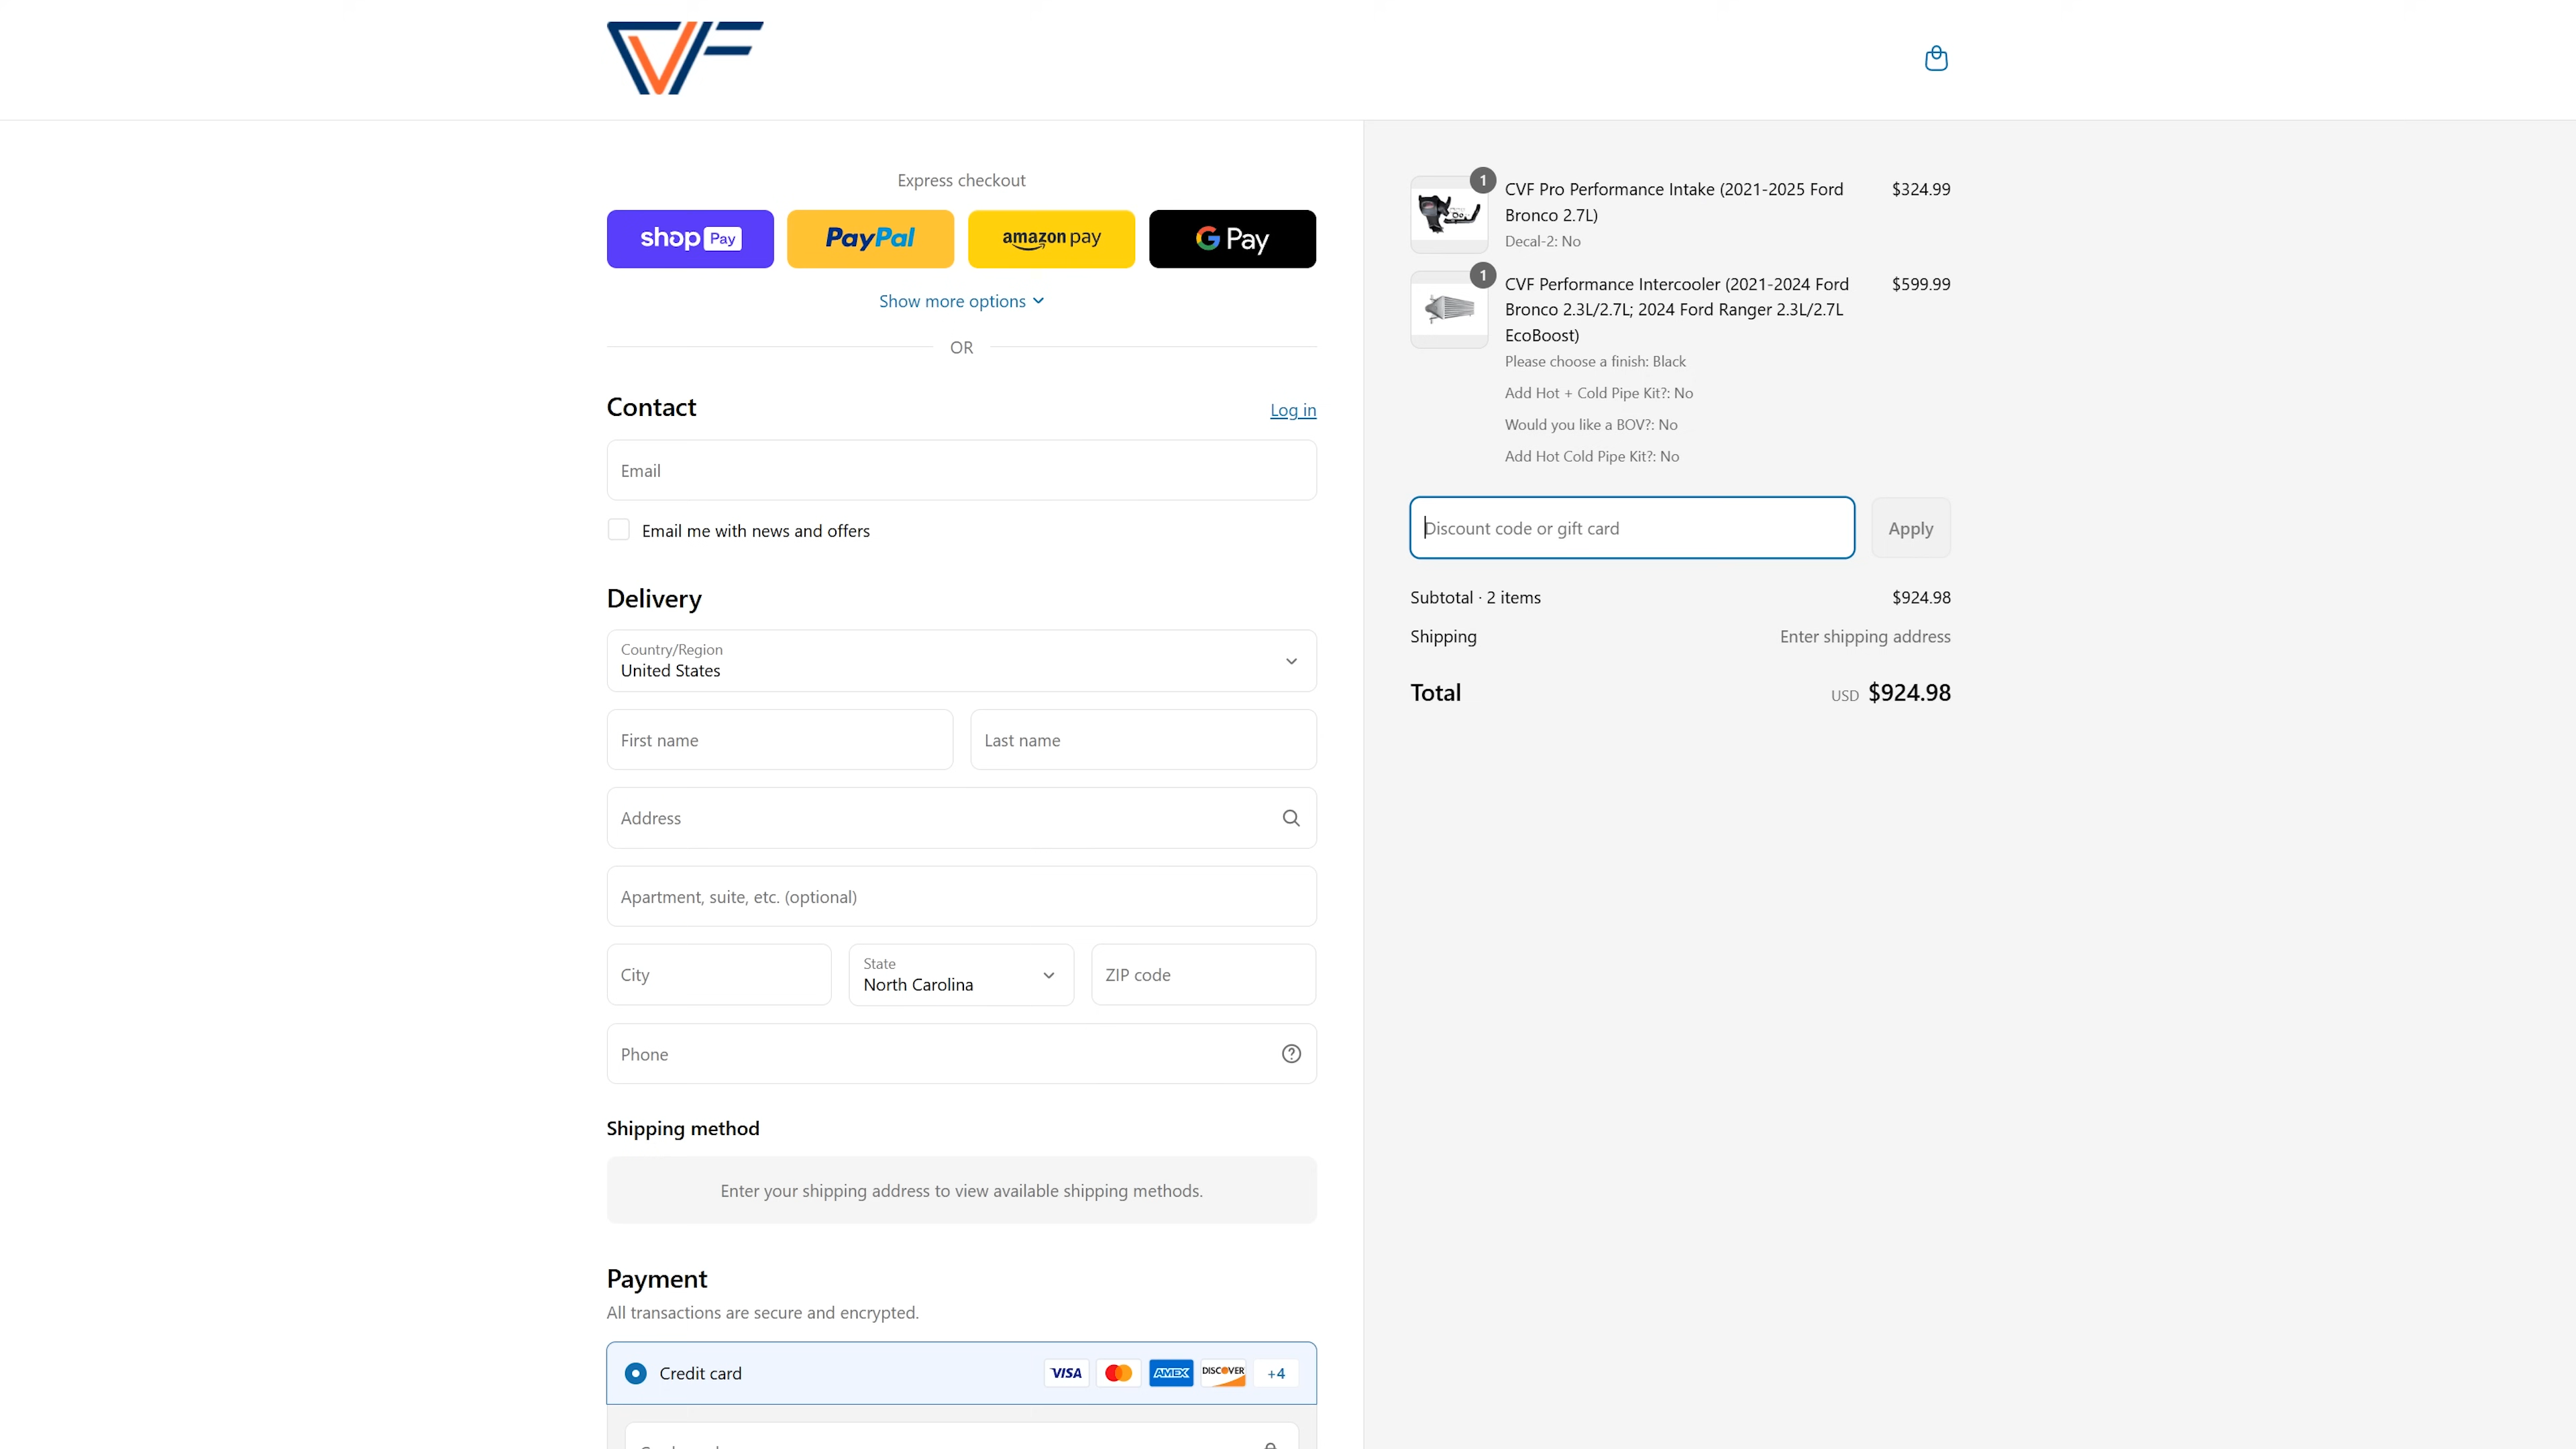 CVF
Express checkout
shop Pay
PayPal
amazon pay
G Pay
Show more options
OR
Contact
Log in
Email
Email me with news and offers
Delivery
Country/Region
United States
First name
Last name
Address
Apartment, suite, etc. (optional)
City
State
North Carolina
ZIP code
Phone
Shipping method
Enter your shipping address to view available shipping methods.
Payment
All transactions are secure and encrypted.
Credit card
VISA
AMEX
DISCOVER
+4
1
CVF Pro Performance Intake (2021-2025 Ford
Bronco 2.7L)
$324.99
Decal-2: No
1
CVF Performance Intercooler (2021-2024 Ford
Bronco 2.3L/2.7L; 2024 Ford Ranger 2.3L/2.7L
EcoBoost)
$599.99
Please choose a finish: Black
Add Hot + Cold Pipe Kit?: No
Would you like a BOV?: No
Add Hot Cold Pipe Kit?: No
Discount code or gift card
Apply
Subtotal · 2 items
$924.98
Shipping
Enter shipping address
Total
USD $924.98